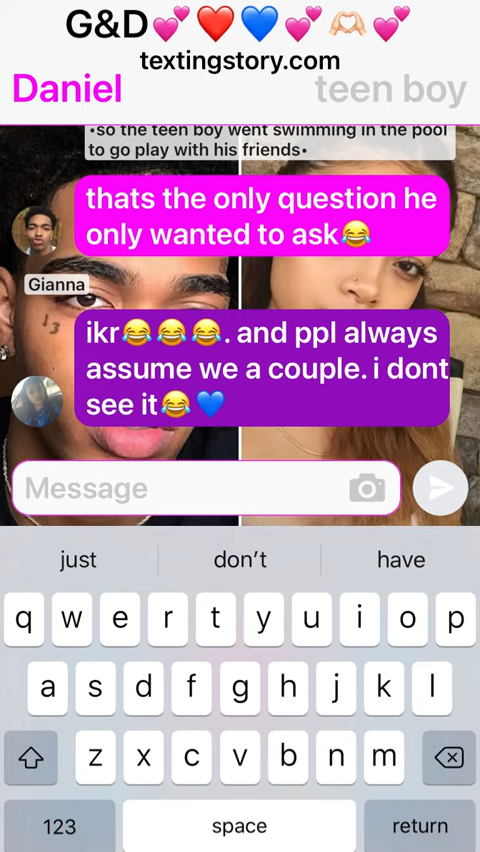 G&D💕❤️💙💕🫶🏻💕
textingstory.com
Daniel
teen boy
•so the teen boy went swimming in the pool
to go play with his friends•
thats the only question he
only wanted to ask😂
Gianna
ikr😂😂😂. and ppl always
assume we a couple. i dont
see it😂💙
13
Message
just
don't
have
q w e r t y u i o p
a s d f g h j k l
z x c v b n m
123
space
return